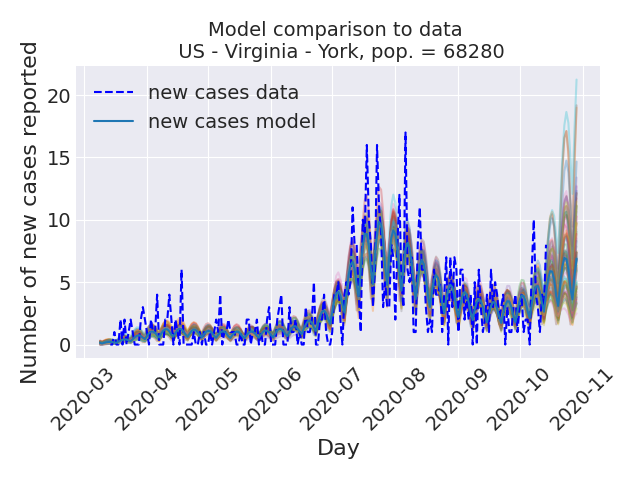 Model comparison to data
US - Virginia - York, pop. = 68280
Number of new cases reported
20
15
10
5
0
new cases data
new cases model
2020-03
2020-04
2020-05
2020-06
2020-07
2020-08
2020-09
2020-10
2020-11
Day